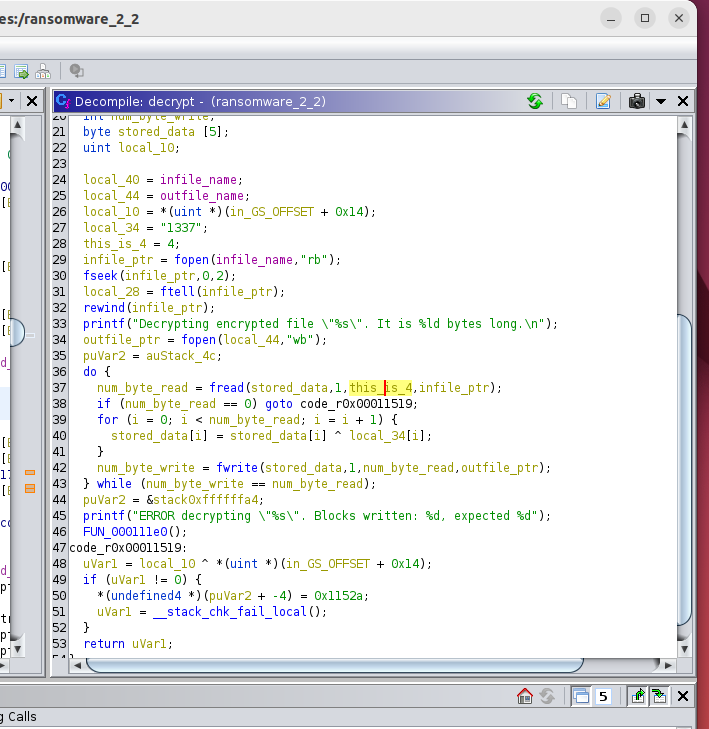 es:/ransomware_2_2
Decompile: decrypt - (ransomware_2_2)
20 int num_byte_write;
21 byte stored_data [5];
22 uint local_10;
23
24 local_40 = infile_name;
25 local_44 = outfile_name;
26 local_10 = *(uint *)(in_GS_OFFSET + 0x14);
27 local_34 = "1337";
28 this_is_4 = 4;
29 infile_ptr = fopen(infile_name,"rb");
30 fseek(infile_ptr,0,2);
31 local_28 = ftell(infile_ptr);
32 rewind(infile_ptr);
33 printf("Decrypting encrypted file \"%s\". It is %ld bytes long.\n");
34 outfile_ptr = fopen(local_44,"wb");
35 puVar2 = auStack_4c;
36 do {
37 num_byte_read = fread(stored_data,1,this_is_4,infile_ptr);
38 if (num_byte_read == 0) goto code_r0x00011519;
39 for (i = 0; i < num_byte_read; i = i + 1) {
40 stored_data[i] = stored_data[i] ^ local_34[i];
41 }
42 num_byte_write = fwrite(stored_data,1,num_byte_read,outfile_ptr);
43 } while (num_byte_write == num_byte_read);
44 puVar2 = &stack0xffffffa4;
45 printf("ERROR decrypting \"%s\". Blocks written: %d, expected %d");
46 FUN_000111e0();
47 code_r0x00011519:
48 uVar1 = local_10 ^ *(uint *)(in_GS_OFFSET + 0x14);
49 if (uVar1 != 0) {
50 *(undefined4 *)(puVar2 + -4) = 0x1152a;
51 uVar1 = __stack_chk_fail_local();
52 }
53 return uVar1;
5
g Calls